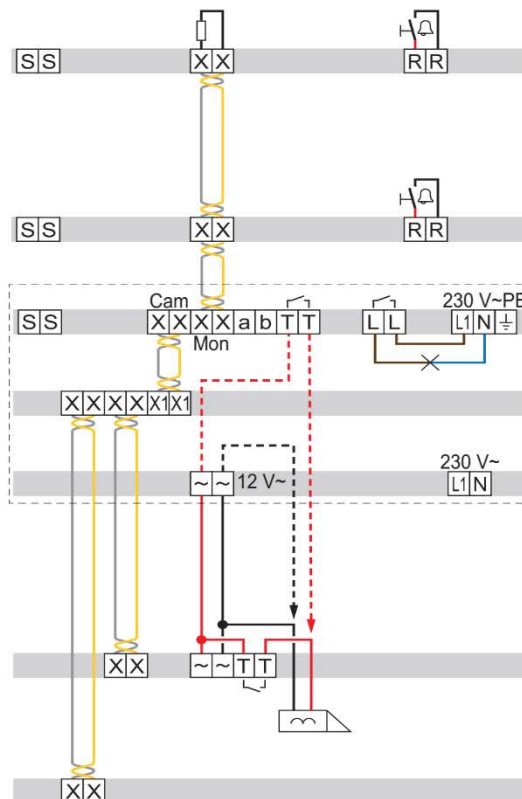 S S X X R R
S S X X R R
Cam 230 V~PE
S S X X X X a b T T L L L1 N
Mon
X X X X X1 X1
230 V~
~ ~ 12 V~ L1 N
X X ~ ~ T T
X X